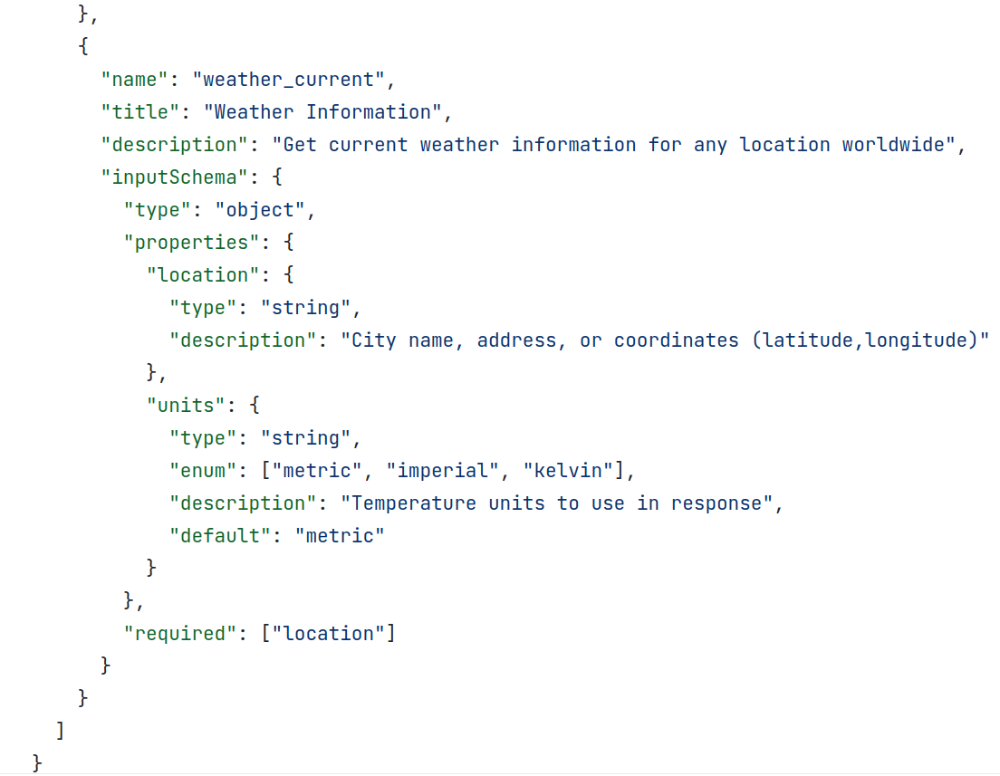 },
      {
        "name": "weather_current",
        "title": "Weather Information",
        "description": "Get current weather information for any location worldwide",
        "inputSchema": {
          "type": "object",
          "properties": {
            "location": {
              "type": "string",
              "description": "City name, address, or coordinates (latitude,longitude)"
            },
            "units": {
              "type": "string",
              "enum": ["metric", "imperial", "kelvin"],
              "description": "Temperature units to use in response",
              "default": "metric"
            }
          },
          "required": ["location"]
        }
      }
    ]
  }